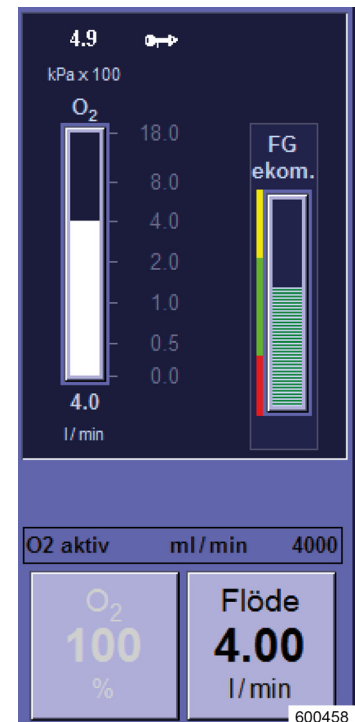 4.9
kPa x 100
O₂
18.0
8.0
4.0
2.0
1.0
0.5
0.0
4.0
l/min
FG
ekom.
O2 aktiv ml/min 4000
O₂
100
%
Flöde
4.00
l/min
600458